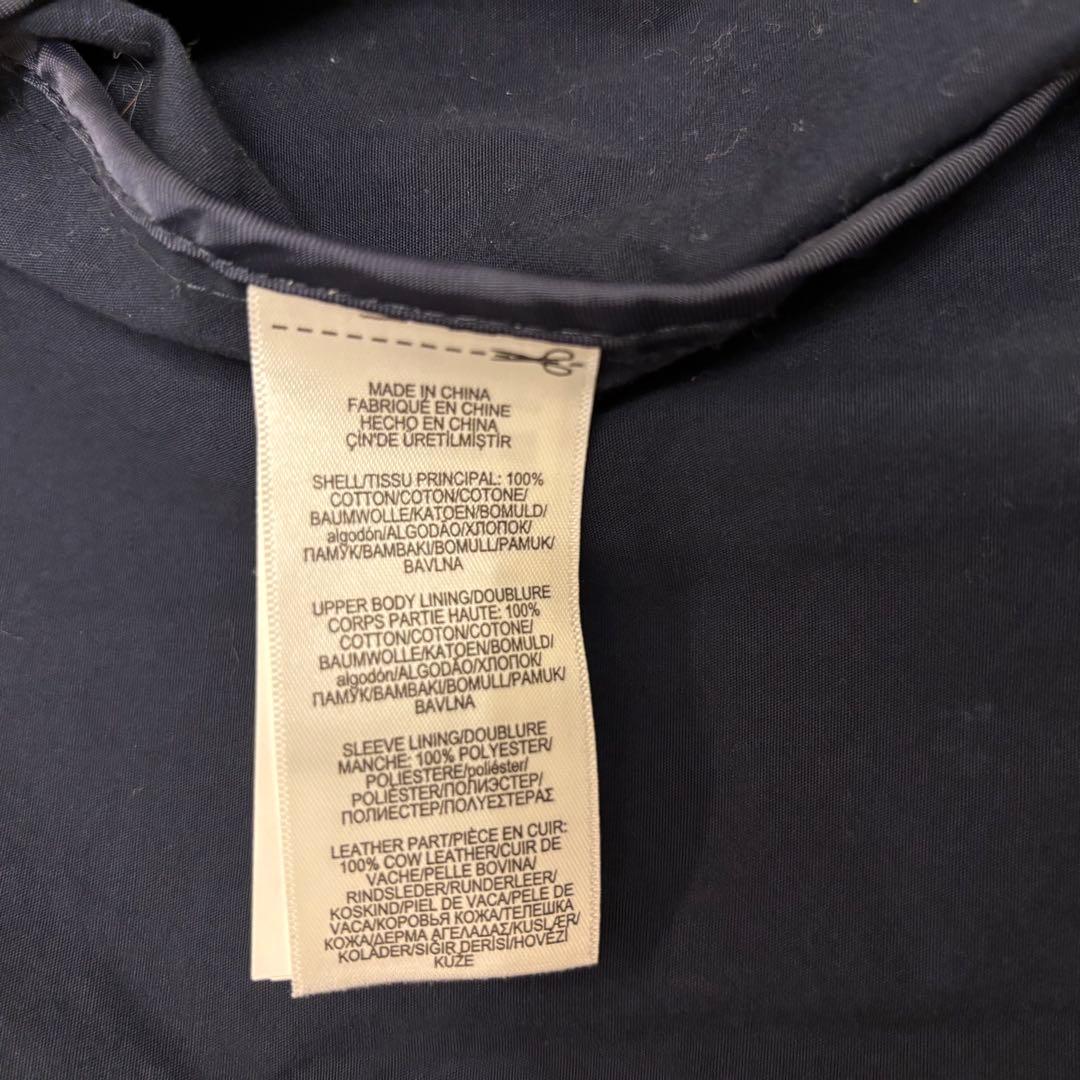 MADE IN CHINA
FABRIQUÉ EN CHINE
HECHO EN CHINA
ÇİN'DE ÜRETİLMİŞTİR
SHELL/TISSU PRINCIPAL: 100%
COTTON/COTON/COTONE/
BAUMWOLLE/KATOEN/BOMULD/
algodón/ALGODÃO/ХЛОПОК/
ПАМУК/ΒΑΜΒΑΚΙ/BOMULL/PAMUK/
BAVLNA
UPPER BODY LINING/DOUBLURE
CORPS PARTIE HAUTE: 100%
COTTON/COTON/COTONE/
BAUMWOLLE/KATOEN/BOMULD/
algodón/ALGODÃO/ХЛОПОК/
ПАМУК/ΒΑΜΒΑΚΙ/BOMULL/PAMUK/
BAVLNA
SLEEVE LINING/DOUBLURE
MANCHE: 100% POLYESTER/
POLIESTERE/poliéster/
POLIÉSTER/ПОЛИЭСТЕР/
ПОЛИЕСТЕР/ΠΟΛΥΕΣΤΕΡΑΣ
LEATHER PART/PIÈCE EN CUIR:
100% COW LEATHER/CUIR DE
VACHE/PELLE BOVINA/
RINDSLEDER/RUNDERLEER/
KOSKIND/PIEL DE VACA/PELE DE
VACA/КОРОВЬЯ КОЖА/ТЕЛЕШКА
КОЖА/ΔΕΡΜΑ ΑΓΕΛΑΔΑΣ/KUSLÆR/
KOLÄDER/SIĞIR DERİSİ/HOVĚZÍ
KŮŽE